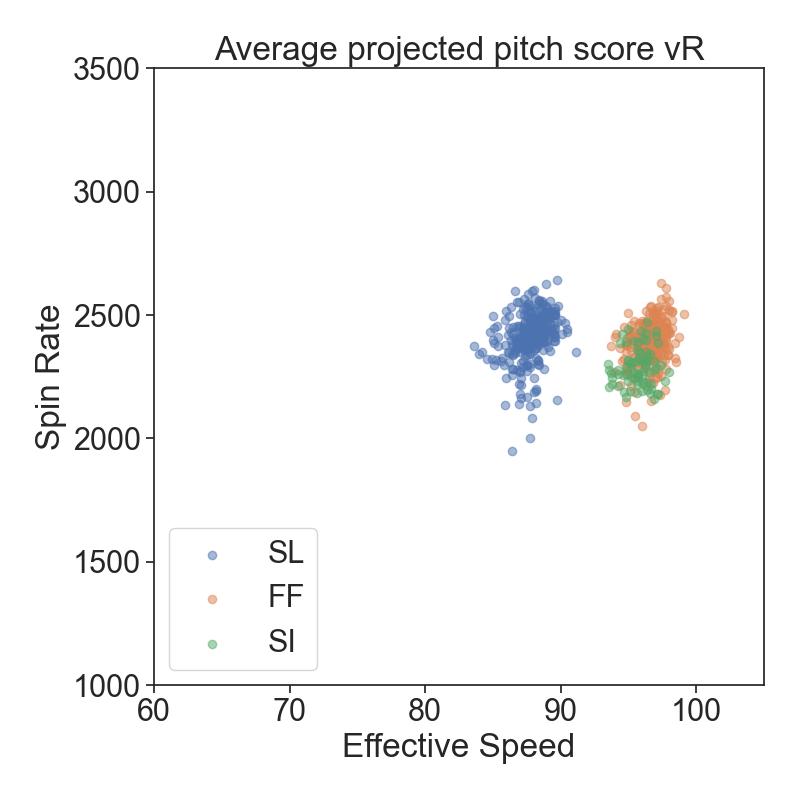 Average projected pitch score vR
3500
3000
2500
2000
1500
1000
Spin Rate
SL
FF
SI
60 70 80 90 100
Effective Speed